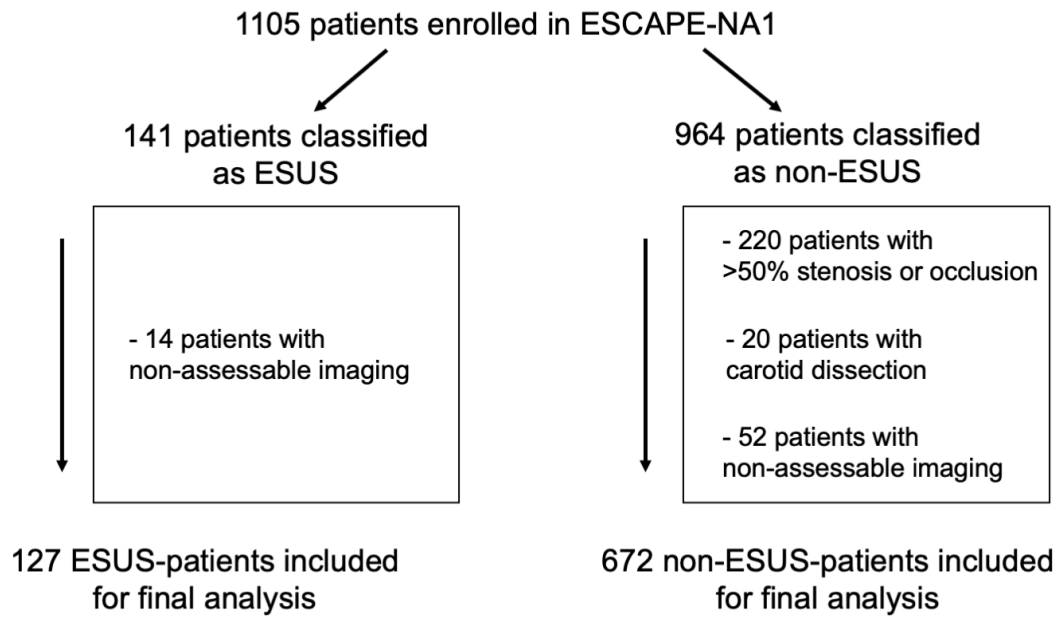 1105 patients enrolled in ESCAPE-NA1
141 patients classified
as ESUS
964 patients classified
as non-ESUS
- 14 patients with
non-assessable imaging
- 220 patients with
>50% stenosis or occlusion
- 20 patients with
carotid dissection
- 52 patients with
non-assessable imaging
127 ESUS-patients included
for final analysis
672 non-ESUS-patients included
for final analysis